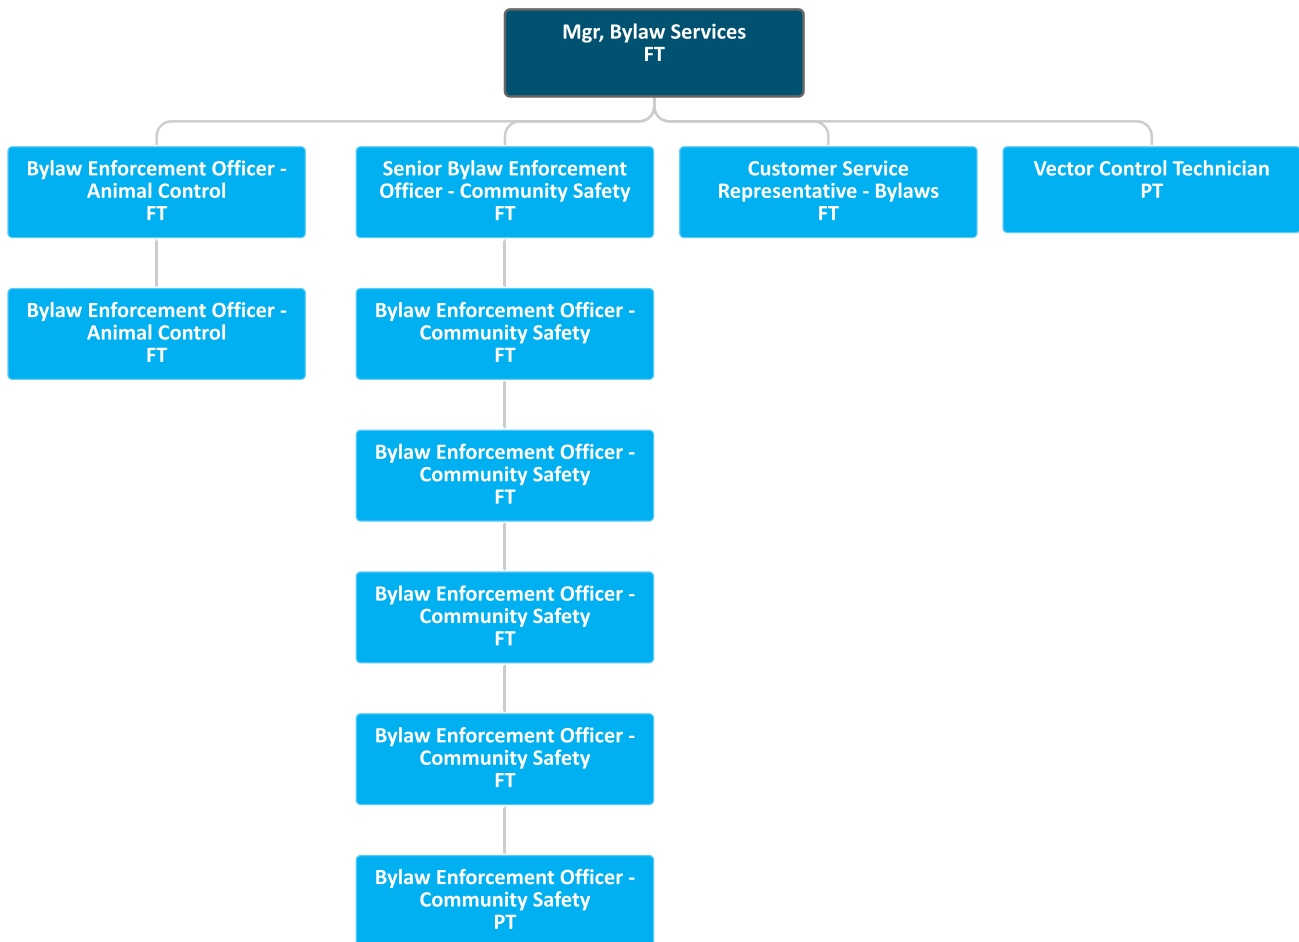 Mgr, Bylaw Services
FT
Bylaw Enforcement Officer -
Animal Control
FT
Senior Bylaw Enforcement
Officer - Community Safety
FT
Customer Service
Representative - Bylaws
FT
Vector Control Technician
PT
Bylaw Enforcement Officer -
Animal Control
FT
Bylaw Enforcement Officer -
Community Safety
FT
Bylaw Enforcement Officer -
Community Safety
FT
Bylaw Enforcement Officer -
Community Safety
FT
Bylaw Enforcement Officer -
Community Safety
FT
Bylaw Enforcement Officer -
Community Safety
PT